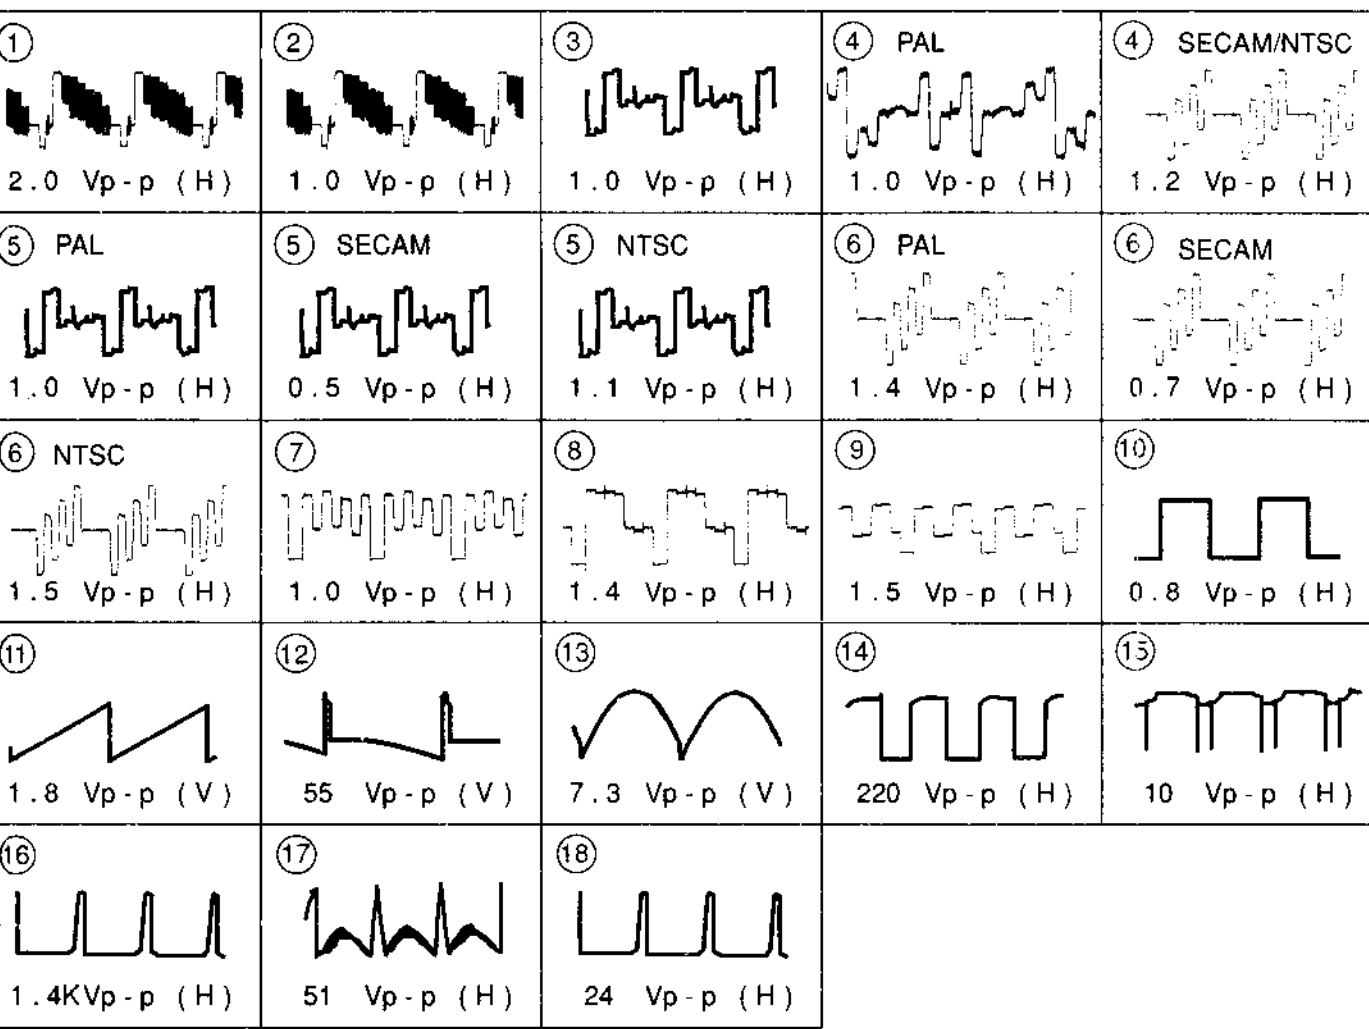 ① ② ③ ④ PAL ④ SECAM/NTSC
2.0 Vp-p (H) 1.0 Vp-p (H) 1.0 Vp-p (H) 1.0 Vp-p (H) 1.2 Vp-p (H)
⑤ PAL ⑤ SECAM ⑤ NTSC ⑥ PAL ⑥ SECAM
1.0 Vp-p (H) 0.5 Vp-p (H) 1.1 Vp-p (H) 1.4 Vp-p (H) 0.7 Vp-p (H)
⑥ NTSC ⑦ ⑧ ⑨ ⑩
1.5 Vp-p (H) 1.0 Vp-p (H) 1.4 Vp-p (H) 1.5 Vp-p (H) 0.8 Vp-p (H)
⑪ ⑫ ⑬ ⑭ ⑮
1.8 Vp-p (V) 55 Vp-p (V) 7.3 Vp-p (V) 220 Vp-p (H) 10 Vp-p (H)
⑯ ⑰ ⑱
1.4KVp-p (H) 51 Vp-p (H) 24 Vp-p (H)